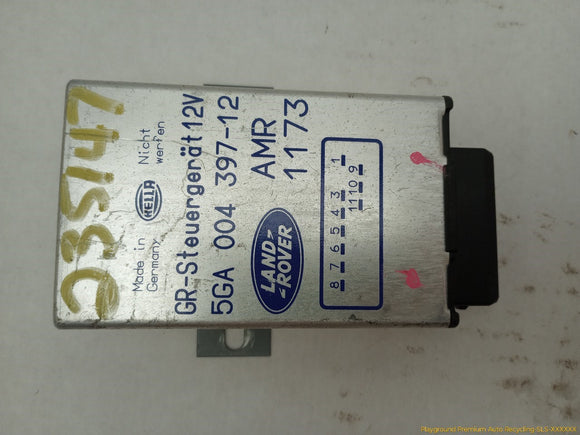 235147
Made in
Germany
HELLA
Nicht
werfen
GR-Steuergerät 12V
5GA 004 397-12
LAND
ROVER
AMR
1173
8 7 6 5 4 3 1
11 10 9
Playground Premium Auto Recycling-SLS-XXXXXX